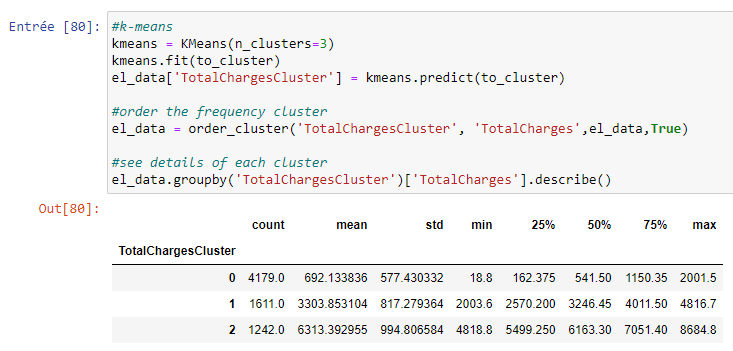 Entrée [80]: #k-means
kmeans = KMeans(n_clusters=3)
kmeans.fit(to_cluster)
el_data['TotalChargesCluster'] = kmeans.predict(to_cluster)
#order the frequency cluster
el_data = order_cluster('TotalChargesCluster', 'TotalCharges',el_data,True)
#see details of each cluster
el_data.groupby('TotalChargesCluster')['TotalCharges'].describe()
Out[80]:
count mean std min 25% 50% 75% max
TotalChargesCluster
0 4179.0 692.133836 577.430332 18.8 162.375 541.50 1150.35 2001.5
1 1611.0 3303.853104 817.279364 2003.6 2570.200 3246.45 4011.50 4816.7
2 1242.0 6313.392955 994.806584 4818.8 5499.250 6163.30 7051.40 8684.8